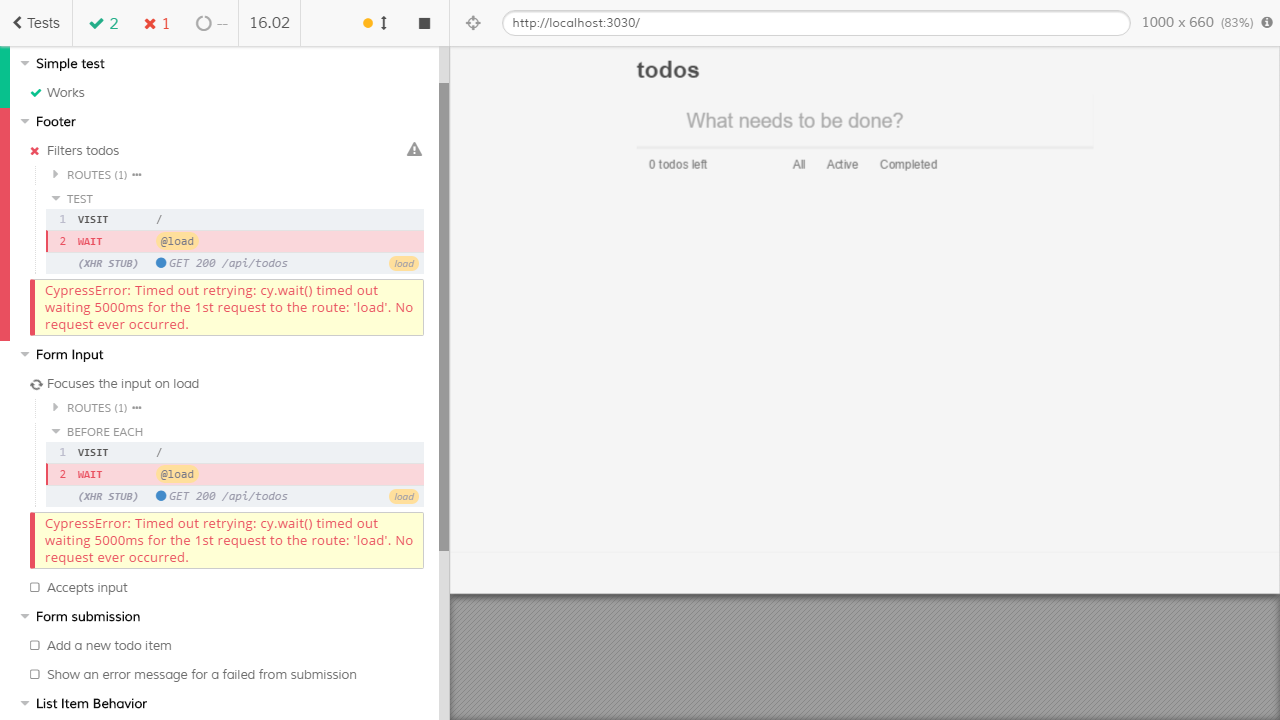 Tests
2
1
--
16.02
http://localhost:3030/
1000 x 660 (83%)
Simple test
Works
Footer
Filters todos
ROUTES (1)
TEST
1 VISIT /
2 WAIT @load
(XHR STUB) GET 200 /api/todos load
CypressError: Timed out retrying: cy.wait() timed out
waiting 5000ms for the 1st request to the route: 'load'. No
request ever occurred.
Form Input
Focuses the input on load
ROUTES (1)
BEFORE EACH
1 VISIT /
2 WAIT @load
(XHR STUB) GET 200 /api/todos load
CypressError: Timed out retrying: cy.wait() timed out
waiting 5000ms for the 1st request to the route: 'load'. No
request ever occurred.
Accepts input
Form submission
Add a new todo item
Show an error message for a failed from submission
List Item Behavior
todos
What needs to be done?
0 todos left All Active Completed